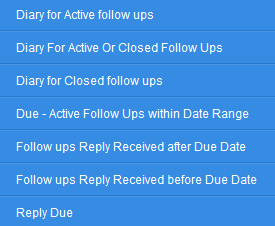 Diary for Active follow ups
Diary For Active Or Closed Follow Ups
Diary for Closed follow ups
Due - Active Follow Ups within Date Range
Follow ups Reply Received after Due Date
Follow ups Reply Received before Due Date
Reply Due